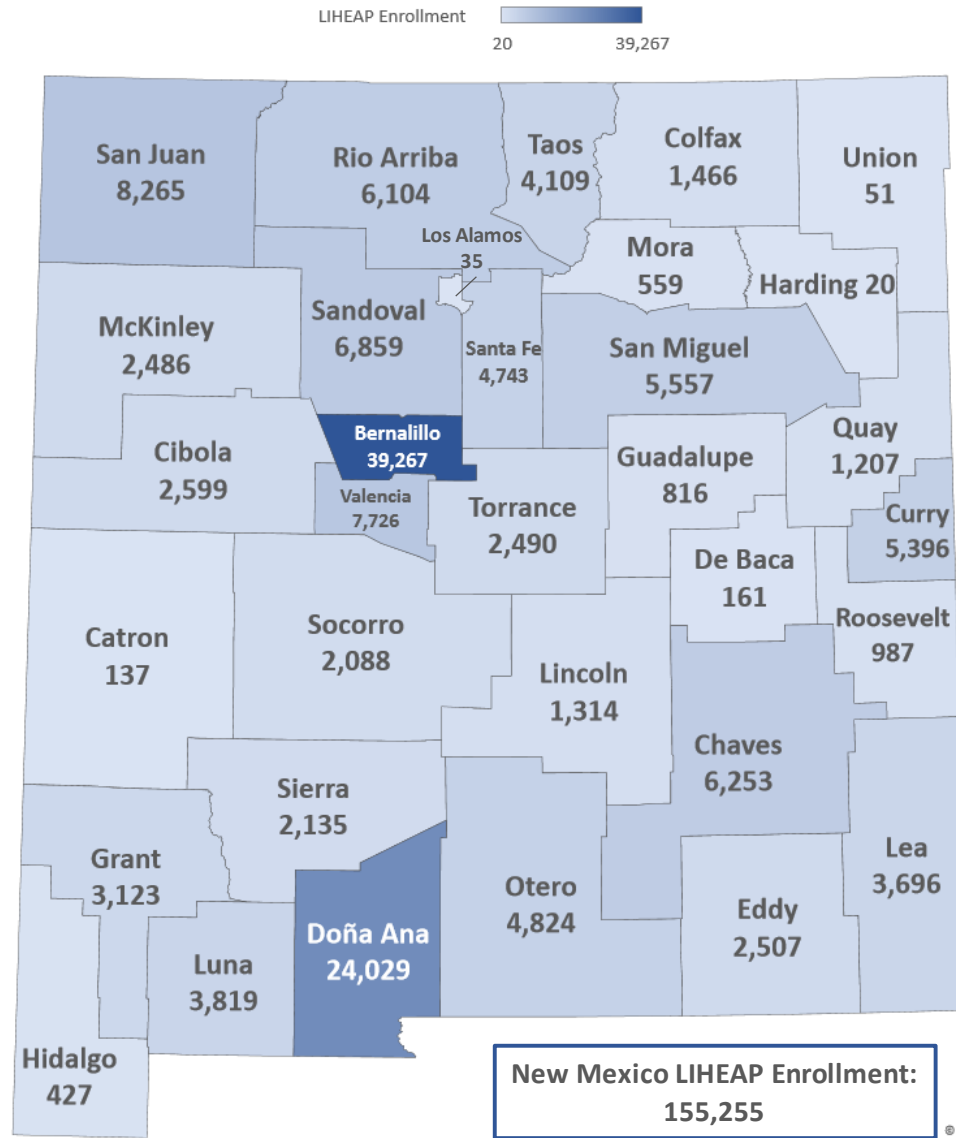 LIHEAP Enrollment
20
39,267
San Juan
8,265
Rio Arriba
6,104
Taos
4,109
Colfax
1,466
Union
51
Los Alamos
35
Mora
559
Harding 20
McKinley
2,486
Sandoval
6,859
Santa Fe
4,743
San Miguel
5,557
Cibola
2,599
Bernalillo
39,267
Valencia
7,726
Torrance
2,490
Guadalupe
816
Quay
1,207
Curry
5,396
De Baca
161
Roosevelt
987
Catron
137
Socorro
2,088
Lincoln
1,314
Chaves
6,253
Sierra
2,135
Grant
3,123
Luna
3,819
Doña Ana
24,029
Otero
4,824
Eddy
2,507
Lea
3,696
Hidalgo
427
New Mexico LIHEAP Enrollment:
155,255
©